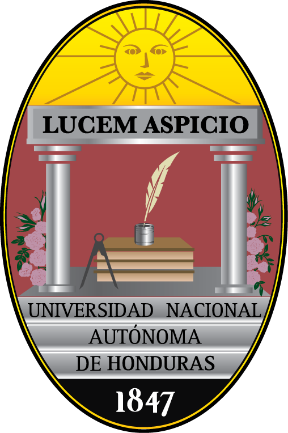 LUCEM ASPICIO
UNIVERSIDAD NACIONAL
AUTÓNOMA
DE HONDURAS
1847